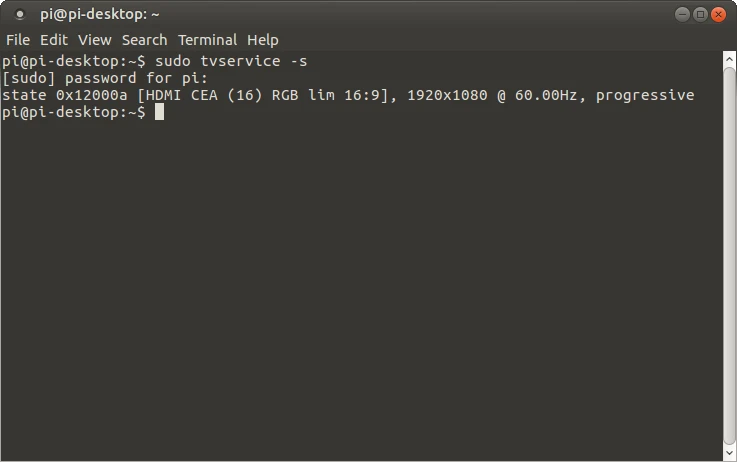 pi@pi-desktop: ~
File Edit View Search Terminal Help
pi@pi-desktop:~$ sudo tvservice -s
[sudo] password for pi:
state 0x12000a [HDMI CEA (16) RGB lim 16:9], 1920x1080 @ 60.00Hz, progressive
pi@pi-desktop:~$